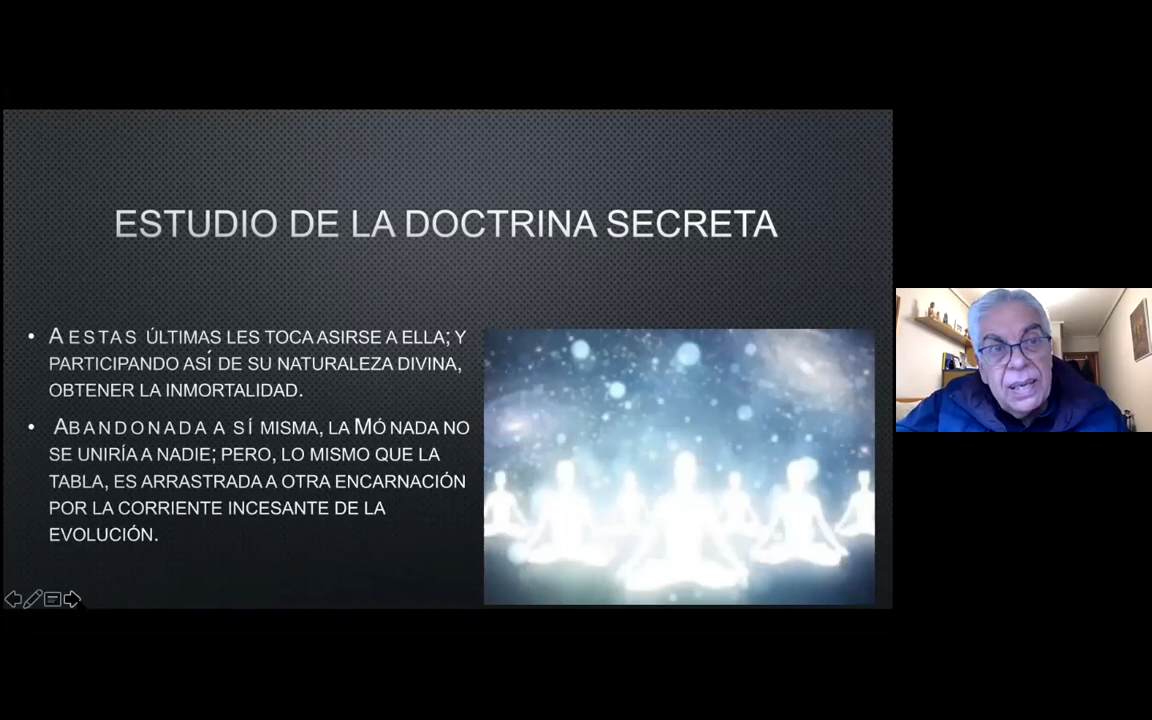 ESTUDIO DE LA DOCTRINA SECRETA
• A ESTAS ÚLTIMAS LES TOCA ASIRSE A ELLA; Y
PARTICIPANDO ASÍ DE SU NATURALEZA DIVINA,
OBTENER LA INMORTALIDAD.
• ABANDONADA A SÍ MISMA, LA MÓNADA NO
SE UNIRÍA A NADIE; PERO, LO MISMO QUE LA
TABLA, ES ARRASTRADA A OTRA ENCARNACIÓN
POR LA CORRIENTE INCESANTE DE LA
EVOLUCIÓN.